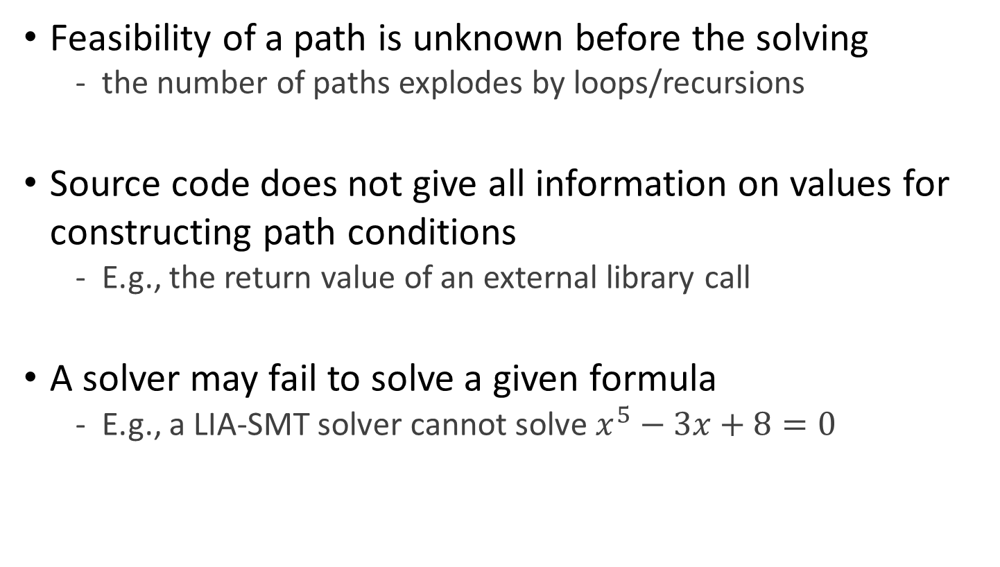 • Feasibility of a path is unknown before the solving
- the number of paths explodes by loops/recursions
• Source code does not give all information on values for
constructing path conditions
- E.g., the return value of an external library call
• A solver may fail to solve a given formula
- E.g., a LIA-SMT solver cannot solve x⁵ − 3x + 8 = 0